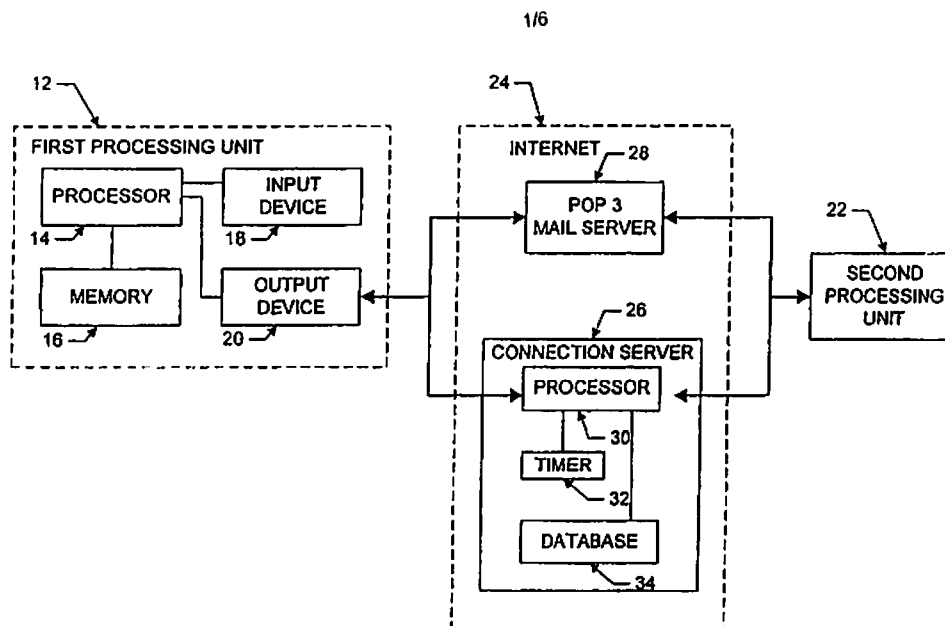 1/6
12
FIRST PROCESSING UNIT
PROCESSOR
14
INPUT
DEVICE
18
MEMORY
16
OUTPUT
DEVICE
20
24
INTERNET
28
POP 3
MAIL SERVER
22
SECOND
PROCESSING
UNIT
26
CONNECTION SERVER
PROCESSOR
30
TIMER
32
DATABASE
34